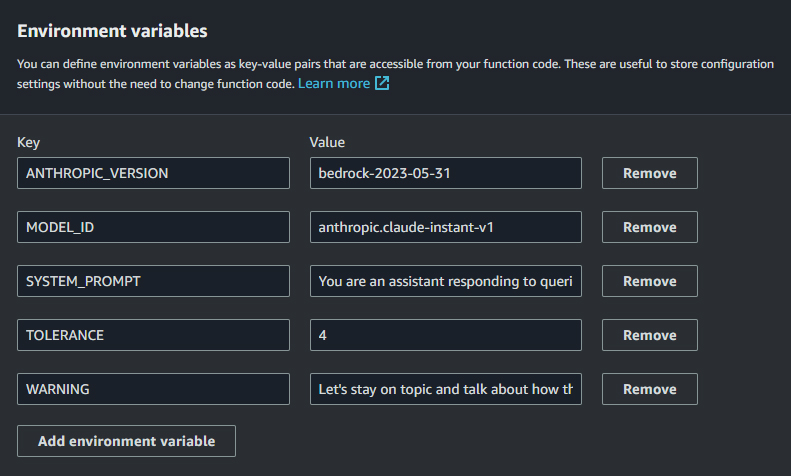 Environment variables
You can define environment variables as key-value pairs that are accessible from your function code. These are useful to store configuration
settings without the need to change function code. Learn more
Key Value
ANTHROPIC_VERSION bedrock-2023-05-31 Remove
MODEL_ID anthropic.claude-instant-v1 Remove
SYSTEM_PROMPT You are an assistant responding to queri Remove
TOLERANCE 4 Remove
WARNING Let's stay on topic and talk about how th Remove
Add environment variable